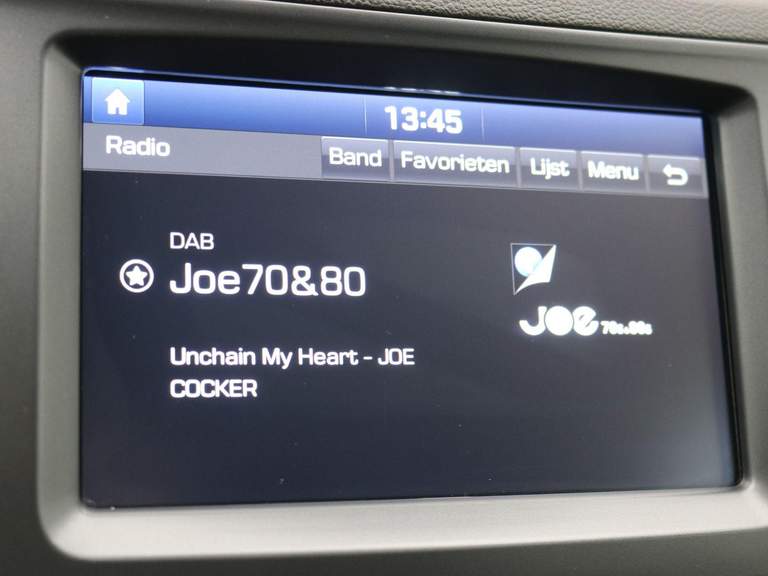 13:45
Radio
Band
Favorieten
Lijst
Menu
DAB
Joe70&80
JOe 70s&80s
Unchain My Heart - JOE
COCKER